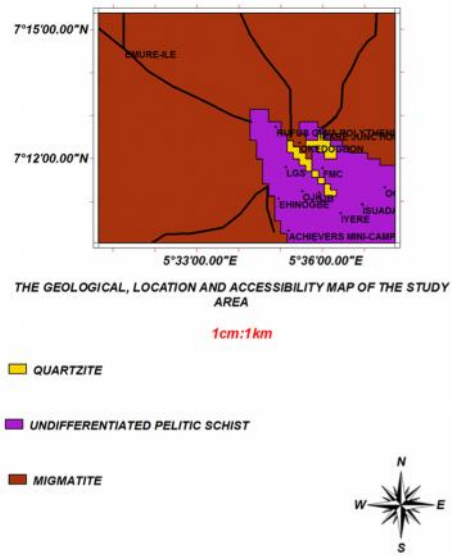 7°15'00.00"N
EMURE-ILE
7°12'00.00"N
LGS
FMC
EHINOGBE
IYERE
ACHIEVERS MINI-CAMP
5°33'00.00"E
5°36'00.00"E
THE GEOLOGICAL, LOCATION AND ACCESSIBILITY MAP OF THE STUDY
AREA
1cm:1km
QUARTZITE
UNDIFFERENTIATED PELITIC SCHIST
MIGMATITE
N
W
E
S